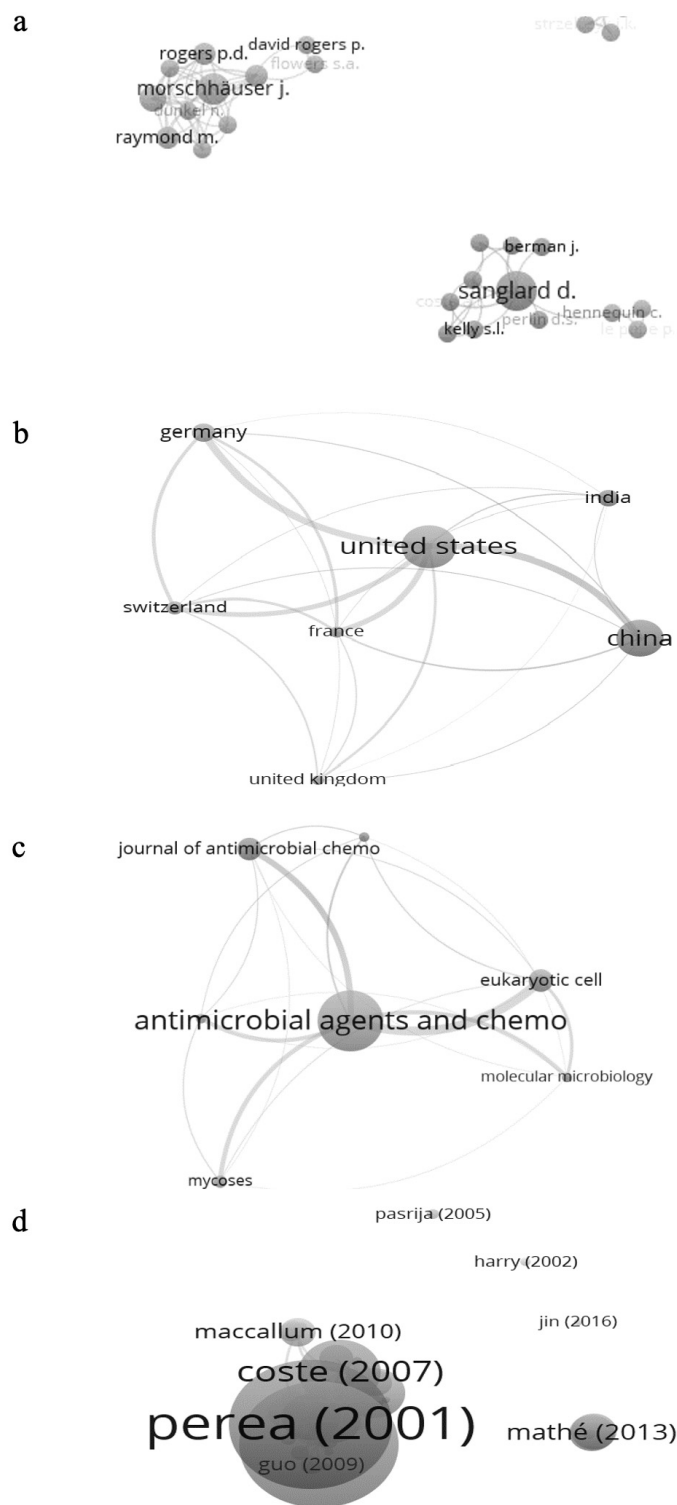 a
rogers p.d.
david rogers p.
flowers s.a.
morschhäuser j.
dunkel n.
raymond m.
berman j.
sanglard d.
kelly s.l.
perlin d.s.
hennequin c.
le pape p.
b
germany
india
united states
switzerland
france
china
united kingdom
c
journal of antimicrobial chemo
eukaryotic cell
antimicrobial agents and chemo
molecular microbiology
mycoses
d
pasrija (2005)
harry (2002)
jin (2016)
maccallum (2010)
coste (2007)
perea (2001)
mathé (2013)
guo (2009)